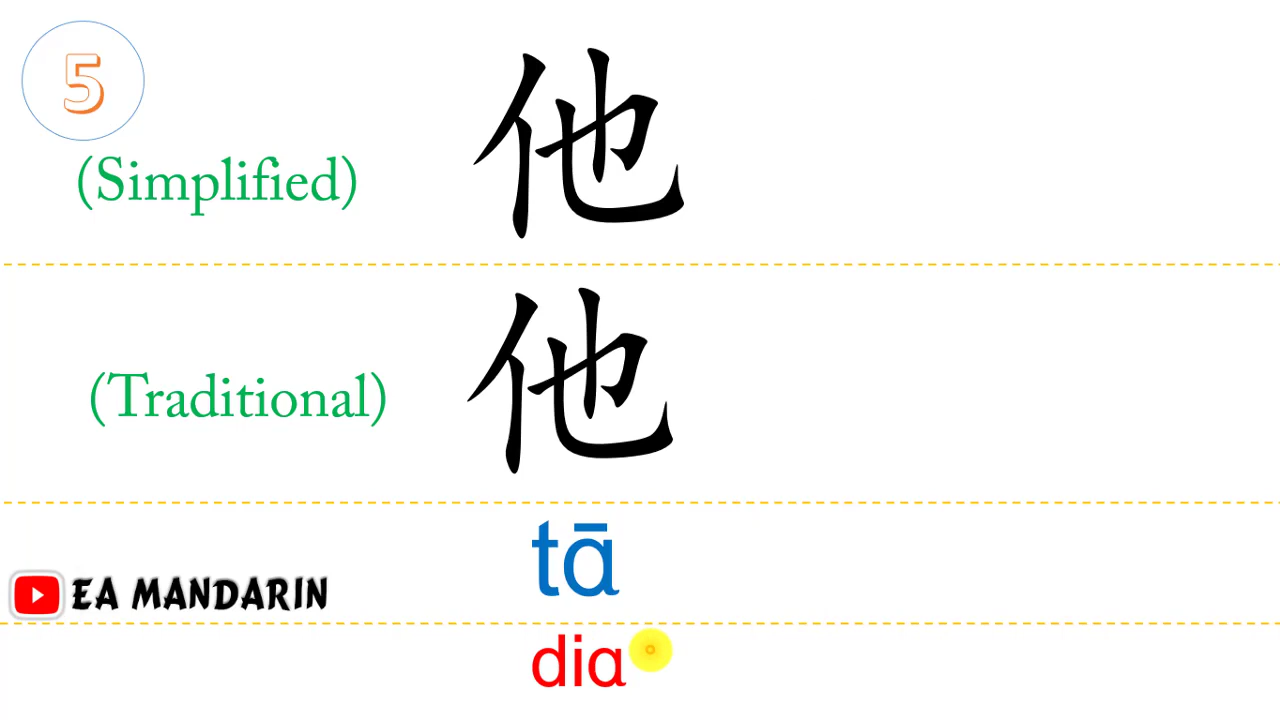 5
(Simplified)
他
(Traditional)
他
tā
EA MANDARIN
dia